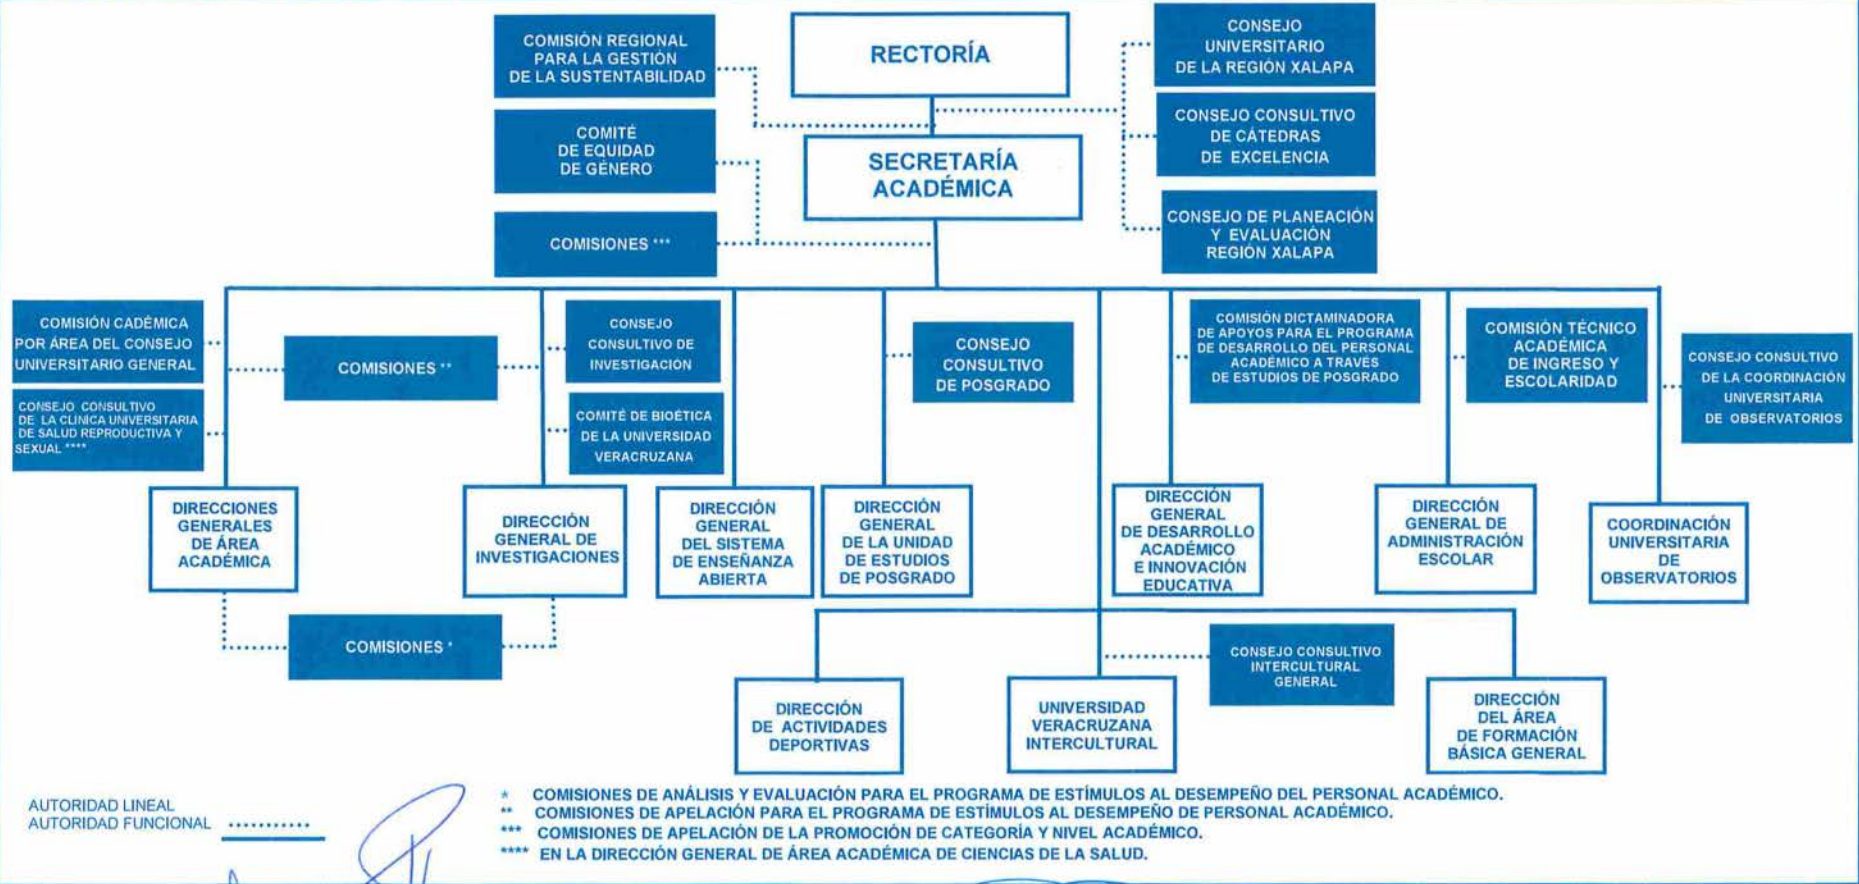 COMISIÓN REGIONAL
PARA LA GESTIÓN
DE LA SUSTENTABILIDAD
RECTORÍA
CONSEJO
UNIVERSITARIO
DE LA REGIÓN XALAPA
COMITÉ
DE EQUIDAD
DE GÉNERO
SECRETARÍA
ACADÉMICA
CONSEJO CONSULTIVO
DE CÁTEDRAS
DE EXCELENCIA
COMISIONES ***
CONSEJO DE PLANEACIÓN
Y EVALUACIÓN
REGIÓN XALAPA
COMISIÓN CADÉMICA
POR ÁREA DEL CONSEJO
UNIVERSITARIO GENERAL
CONSEJO CONSULTIVO
DE LA CLÍNICA UNIVERSITARIA
DE SALUD REPRODUCTIVA Y
SEXUAL ****
COMISIONES **
CONSEJO
CONSULTIVO DE
INVESTIGACIÓN
COMITÉ DE BIOÉTICA
DE LA UNIVERSIDAD
VERACRUZANA
CONSEJO
CONSULTIVO
DE POSGRADO
COMISIÓN DICTAMINADORA
DE APOYOS PARA EL PROGRAMA
DE DESARROLLO DEL PERSONAL
ACADÉMICO A TRAVÉS
DE ESTUDIOS DE POSGRADO
COMISIÓN TÉCNICO
ACADÉMICA
DE INGRESO Y
ESCOLARIDAD
CONSEJO CONSULTIVO
DE LA COORDINACIÓN
UNIVERSITARIA
DE OBSERVATORIOS
DIRECCIONES
GENERALES
DE ÁREA
ACADÉMICA
DIRECCIÓN
GENERAL DE
INVESTIGACIONES
DIRECCIÓN
GENERAL
DEL SISTEMA
DE ENSEÑANZA
ABIERTA
DIRECCIÓN
GENERAL
DE LA UNIDAD
DE ESTUDIOS
DE POSGRADO
DIRECCIÓN
GENERAL
DE DESARROLLO
ACADÉMICO
E INNOVACIÓN
EDUCATIVA
DIRECCIÓN
GENERAL DE
ADMINISTRACIÓN
ESCOLAR
COORDINACIÓN
UNIVERSITARIA
DE
OBSERVATORIOS
COMISIONES *
CONSEJO CONSULTIVO
INTERCULTURAL
GENERAL
DIRECCIÓN
DE ACTIVIDADES
DEPORTIVAS
UNIVERSIDAD
VERACRUZANA
INTERCULTURAL
DIRECCIÓN
DEL ÁREA
DE FORMACIÓN
BÁSICA GENERAL
AUTORIDAD LINEAL
AUTORIDAD FUNCIONAL
* COMISIONES DE ANÁLISIS Y EVALUACIÓN PARA EL PROGRAMA DE ESTÍMULOS AL DESEMPEÑO DEL PERSONAL ACADÉMICO.
** COMISIONES DE APELACIÓN PARA EL PROGRAMA DE ESTÍMULOS AL DESEMPEÑO DE PERSONAL ACADÉMICO.
*** COMISIONES DE APELACIÓN DE LA PROMOCIÓN DE CATEGORÍA Y NIVEL ACADÉMICO.
**** EN LA DIRECCIÓN GENERAL DE ÁREA ACADÉMICA DE CIENCIAS DE LA SALUD.